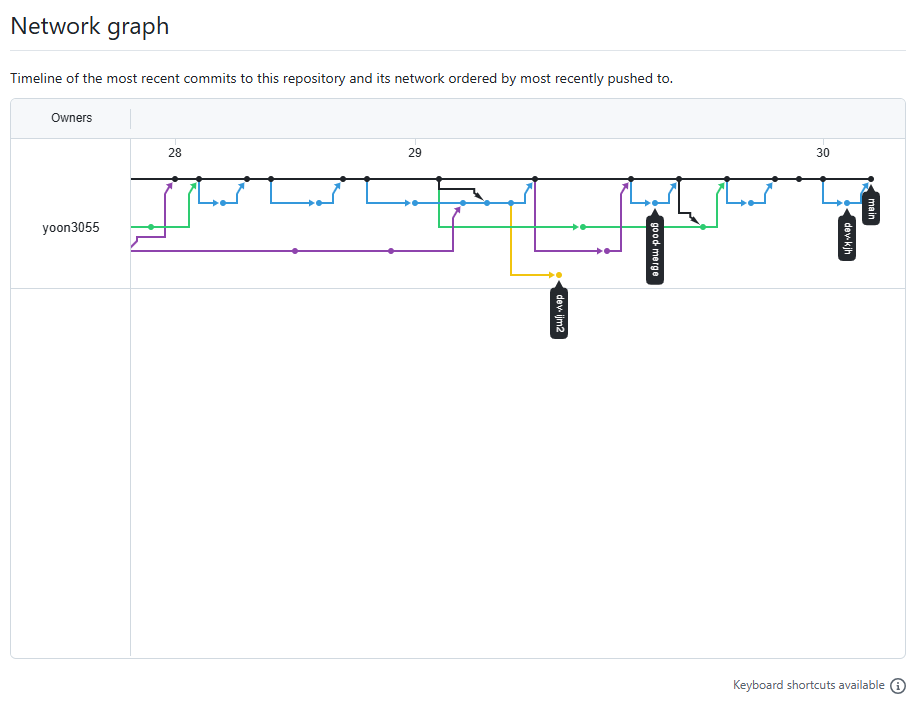 Network graph
Timeline of the most recent commits to this repository and its network ordered by most recently pushed to.
Owners
28
29
30
yoon3055
main
dev-kjh
good-merge
dev-ijm2
Keyboard shortcuts available